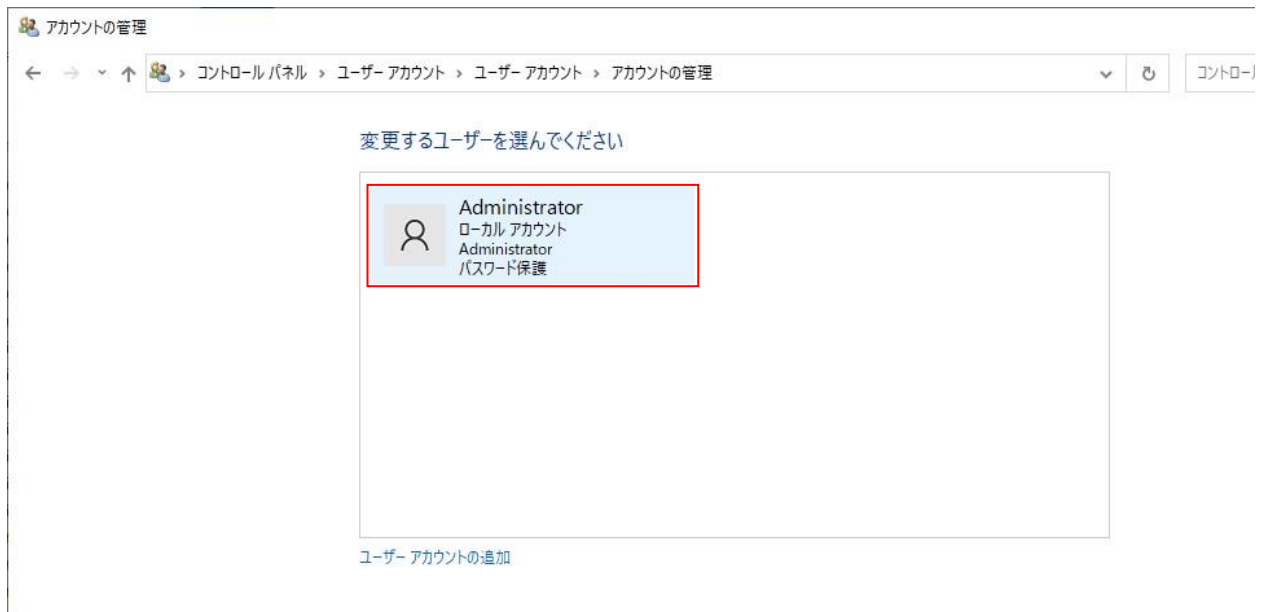 アカウントの管理
コントロール パネル › ユーザー アカウント › ユーザー アカウント › アカウントの管理
コントロール
変更するユーザーを選んでください
Administrator
ローカル アカウント
Administrator
パスワード保護
ユーザー アカウントの追加